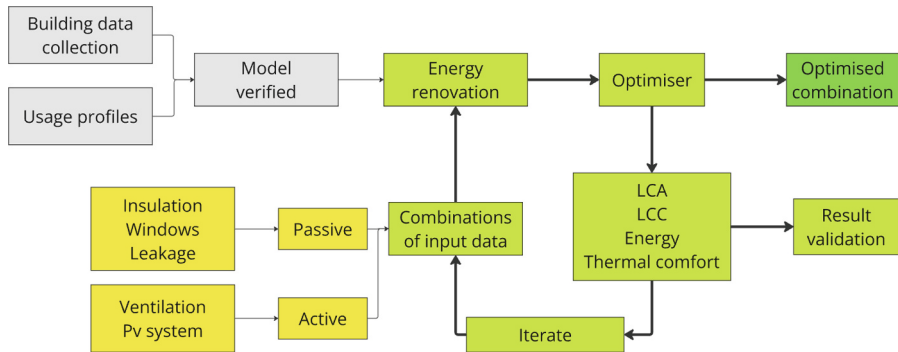 Building data
collection
Usage profiles
Model
verified
Energy
renovation
Optimiser
Optimised
combination
Insulation
Windows
Leakage
Passive
Combinations
of input data
LCA
LCC
Energy
Thermal comfort
Result
validation
Ventilation
Pv system
Active
Iterate